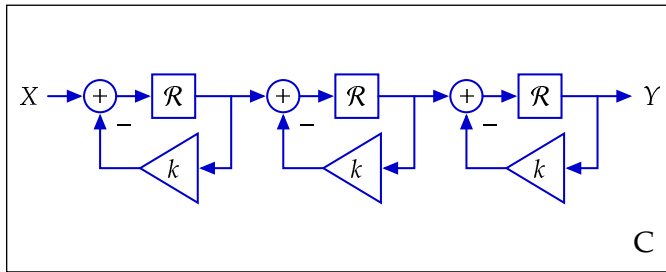 X + ℛ + ℛ + ℛ Y
− − −
k k k
C